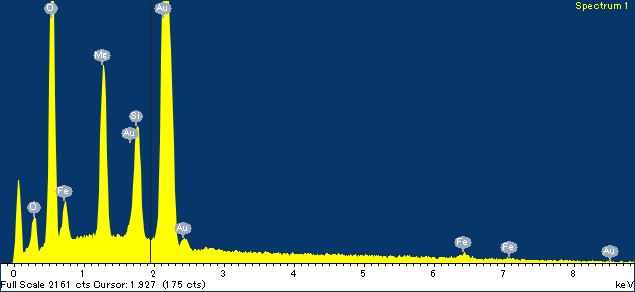 Spectrum 1
O Au
Mg
Si
Au
Fe
Au
Fe Fe Au
0 1 2 3 4 5 6 7 8
Full Scale 2161 cts Cursor: 1.927 (175 cts) keV